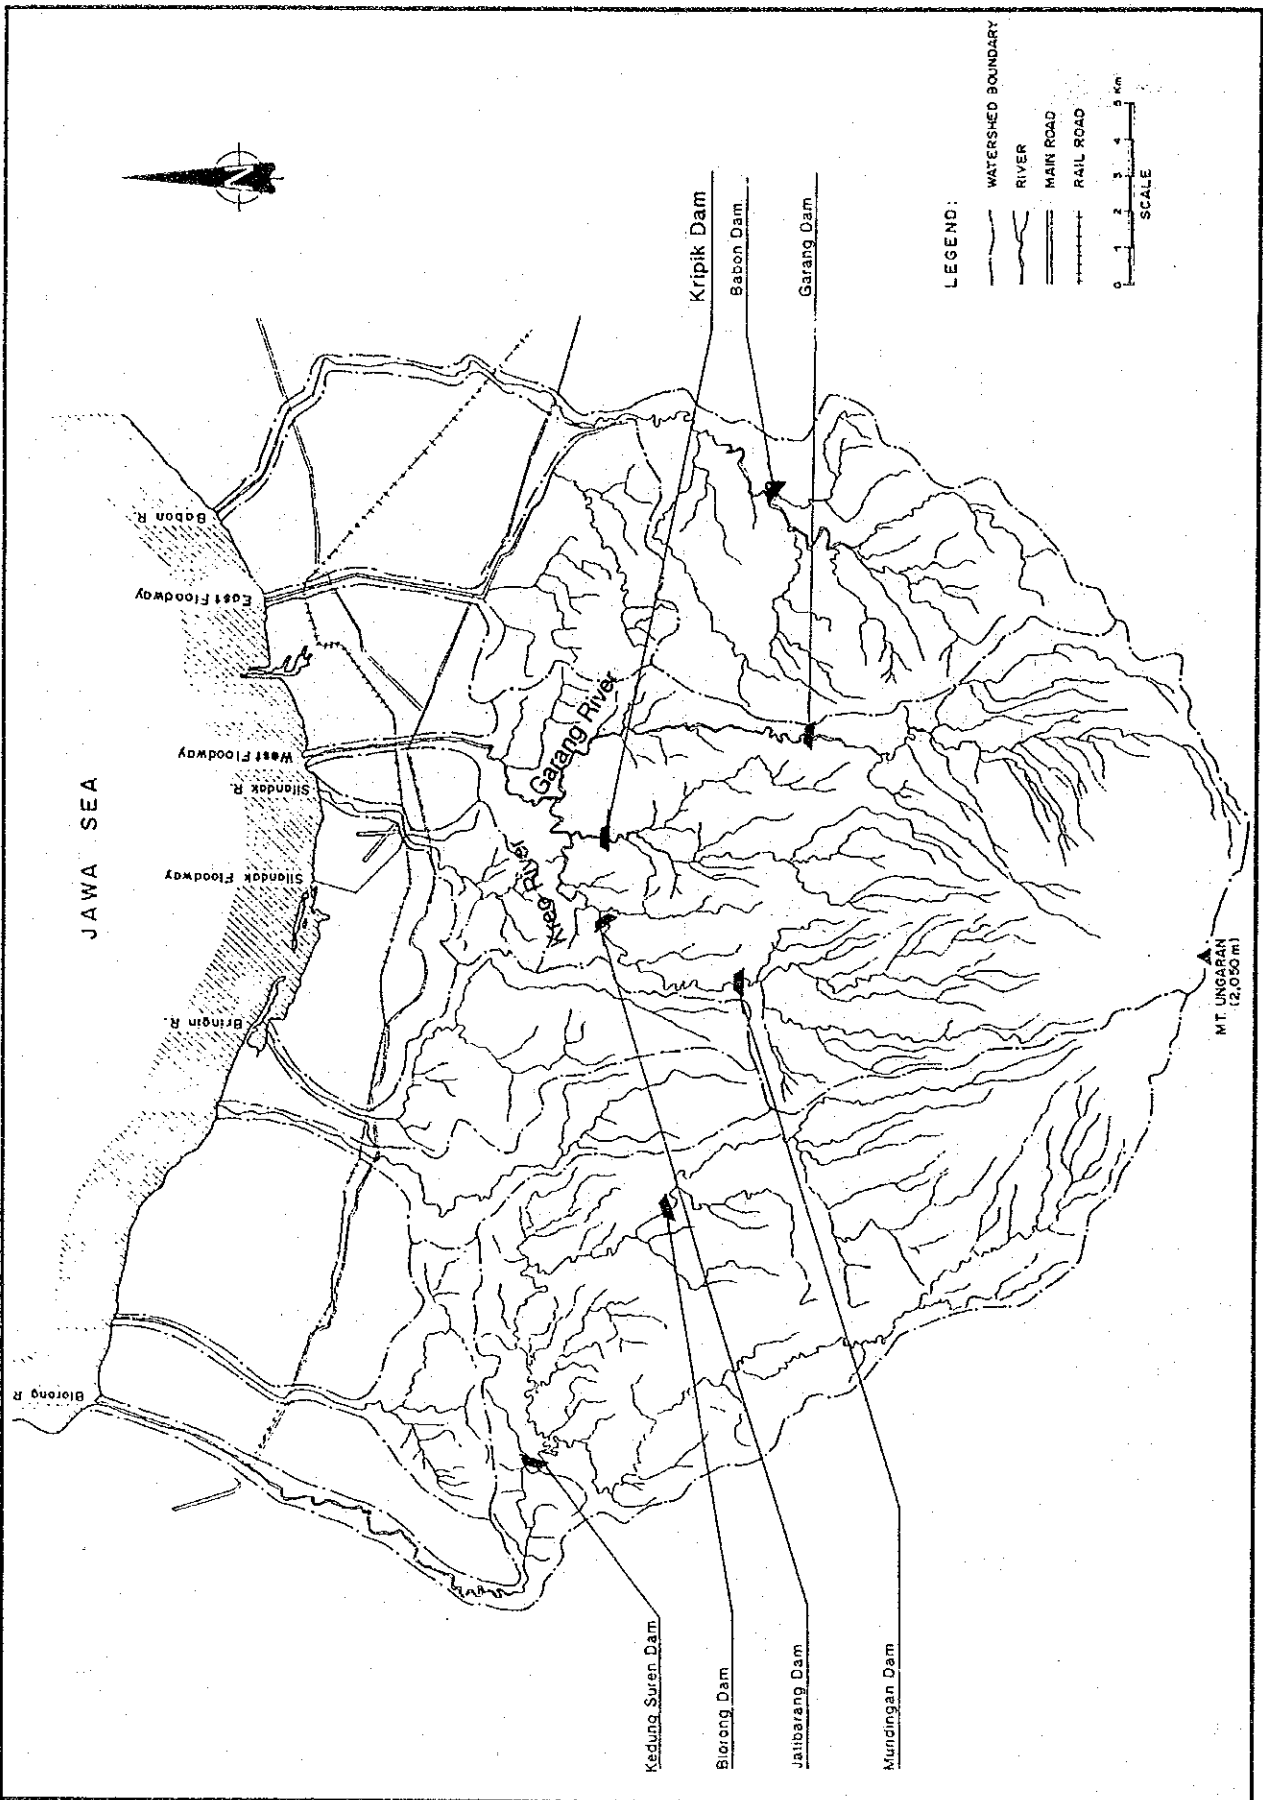 JAWA SEA
N
Blorong R.
Bringin R.
Silandak Floodway
Silandak R.
West Floodway
East Floodway
Babon R.
Kreo River
Garang River
Kedung Suren Dam
Blorong Dam
Jatibarang Dam
Mundingan Dam
Kripik Dam
Babon Dam
Garang Dam
MT. UNGARAN
(2,050 m)
LEGEND:
WATERSHED BOUNDARY
RIVER
MAIN ROAD
RAIL ROAD
0 1 2 3 4 5 Km
SCALE